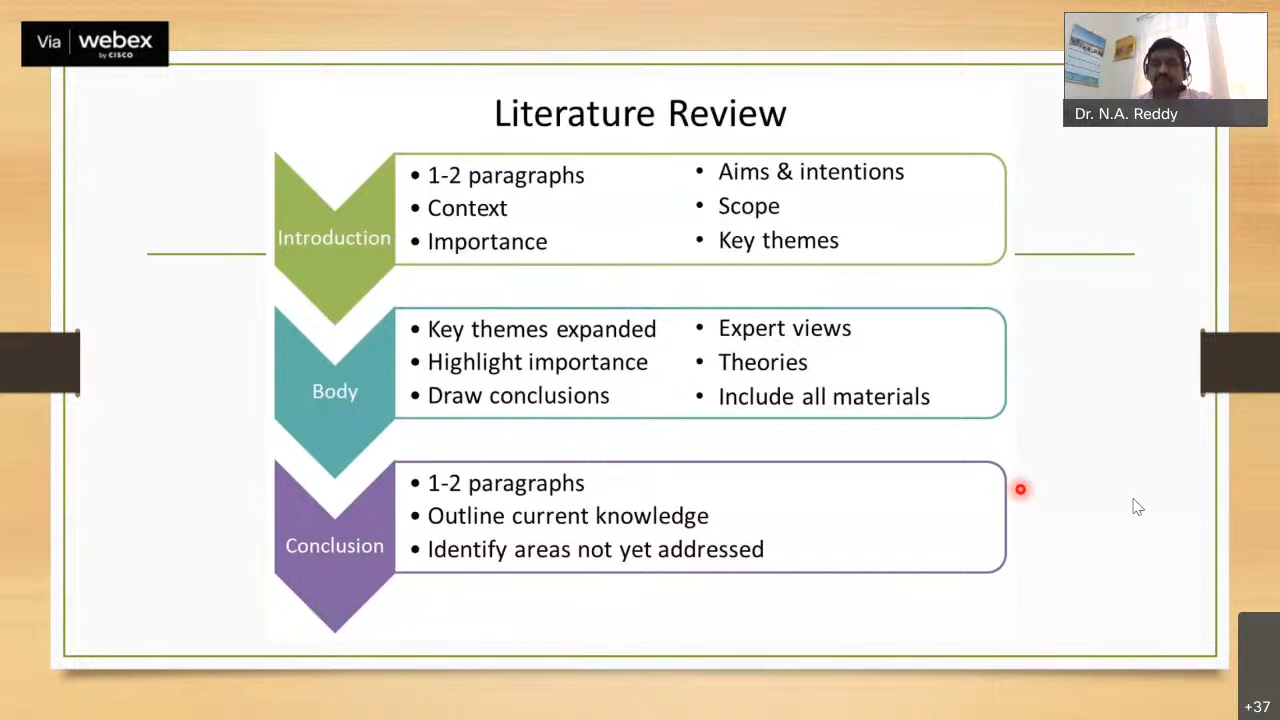 Via webex
by CISCO
Dr. N.A. Reddy
Literature Review
Introduction
• 1-2 paragraphs
• Context
• Importance
• Aims & intentions
• Scope
• Key themes
Body
• Key themes expanded
• Highlight importance
• Draw conclusions
• Expert views
• Theories
• Include all materials
Conclusion
• 1-2 paragraphs
• Outline current knowledge
• Identify areas not yet addressed
+37